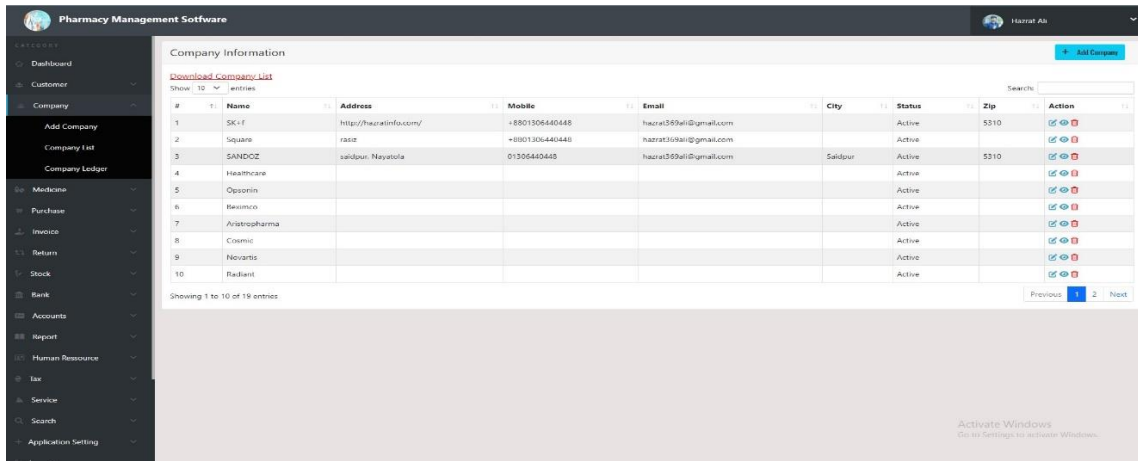 Pharmacy Management Sotfware
Hazrat Ali
CATEGORY
Dashboard
Customer
Company
Add Company
Company List
Company Ledger
Medicine
Purchase
Invoice
Return
Stock
Bank
Accounts
Report
Human Ressource
Tax
Service
Search
Application Setting
Company Information
+ Add Company
Download Company List
Show 10 entries
Search:
# Name Address Mobile Email City Status Zip Action
1 SK+f http://hazratinfo.com/ +8801306440448 hazrat369ali@gmail.com Active 5310
2 Square rasiz +8801306440448 hazrat369ali@gmail.com Active
3 SANDOZ saidpur, Nayatola 01306440448 hazrat369ali@gmail.com Saidpur Active 5310
4 Healthcare Active
5 Opsonin Active
6 Beximco Active
7 Aristropharma Active
8 Cosmic Active
9 Novartis Active
10 Radiant Active
Showing 1 to 10 of 19 entries
Previous 1 2 Next
Activate Windows
Go to Settings to activate Windows.